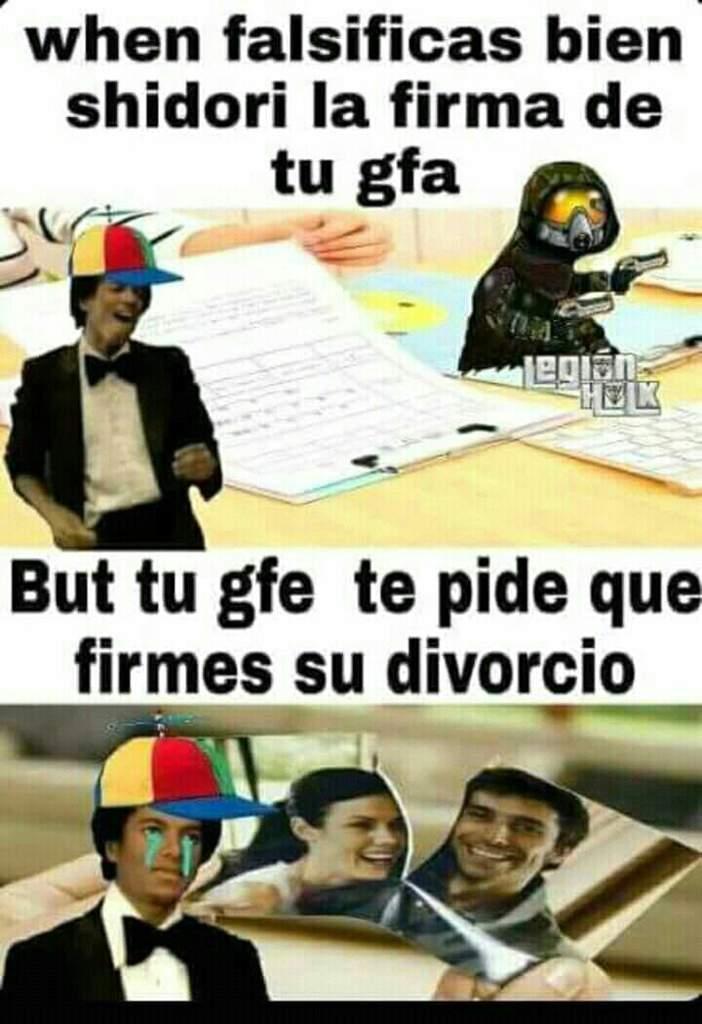 when falsificas bien
shidori la firma de
tu gfa
Legion
Holk
But tu gfe te pide que
firmes su divorcio